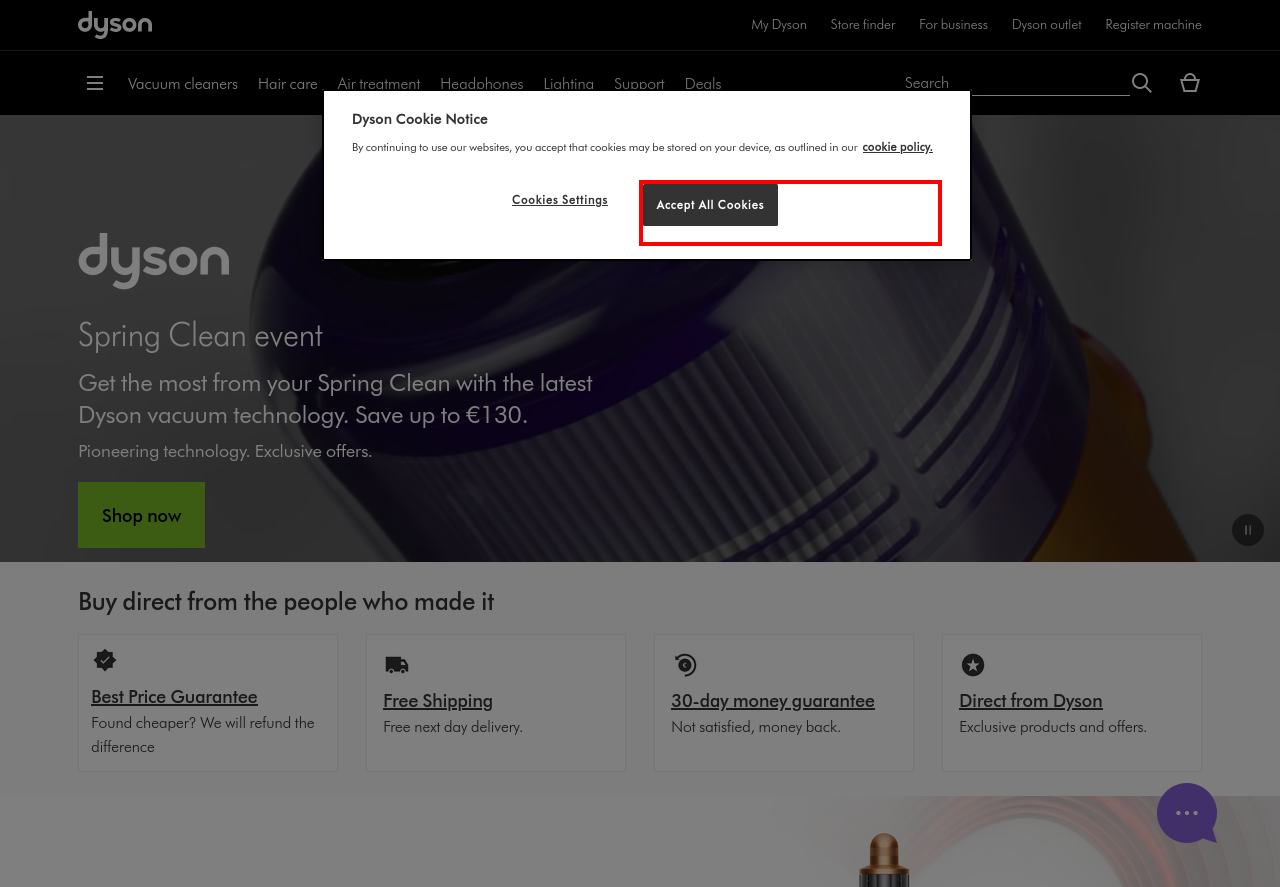 dyson
My Dyson Store finder For business Dyson outlet Register machine
Vacuum cleaners Hair care Air treatment Headphones Lighting Support Deals Search
Dyson Cookie Notice
By continuing to use our websites, you accept that cookies may be stored on your device, as outlined in our cookie policy.
Cookies Settings Accept All Cookies
dyson
Spring Clean event
Get the most from your Spring Clean with the latest
Dyson vacuum technology. Save up to €130.
Pioneering technology. Exclusive offers.
Shop now
Buy direct from the people who made it
Best Price Guarantee
Found cheaper? We will refund the
difference
Free Shipping
Free next day delivery.
30-day money guarantee
Not satisfied, money back.
Direct from Dyson
Exclusive products and offers.